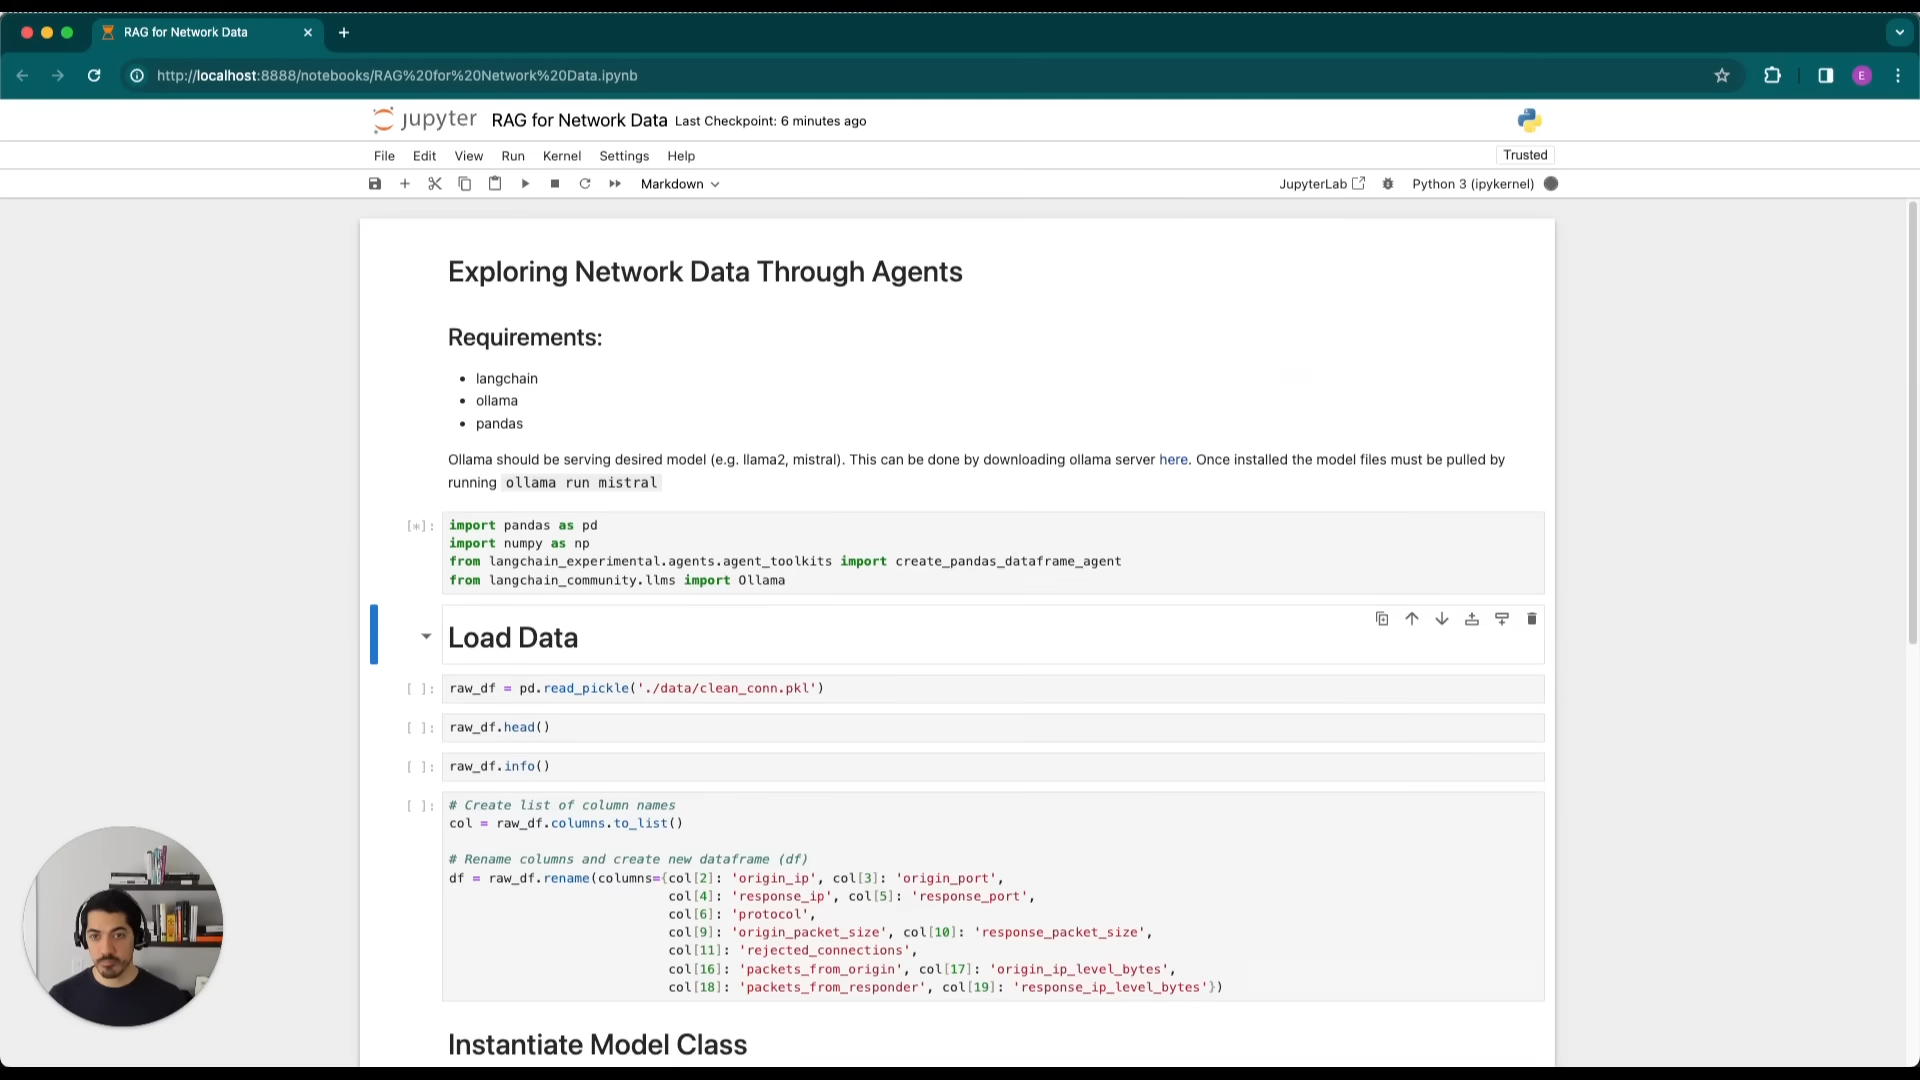 RAG for Network Data
http://localhost:8888/notebooks/RAG%20for%20Network%20Data.ipynb
E
jupyter RAG for Network Data Last Checkpoint: 6 minutes ago
File Edit View Run Kernel Settings Help
Trusted
Markdown
JupyterLab
Python 3 (ipykernel)
Exploring Network Data Through Agents
Requirements:
• langchain
• ollama
• pandas
Ollama should be serving desired model (e.g. llama2, mistral). This can be done by downloading ollama server here. Once installed the model files must be pulled by
running ollama run mistral
[*]: import pandas as pd
import numpy as np
from langchain_experimental.agents.agent_toolkits import create_pandas_dataframe_agent
from langchain_community.llms import Ollama
Load Data
[ ]: raw_df = pd.read_pickle('./data/clean_conn.pkl')
[ ]: raw_df.head()
[ ]: raw_df.info()
[ ]: # Create list of column names
col = raw_df.columns.to_list()
# Rename columns and create new dataframe (df)
df = raw_df.rename(columns={col[2]: 'origin_ip', col[3]: 'origin_port',
col[4]: 'response_ip', col[5]: 'response_port',
col[6]: 'protocol',
col[9]: 'origin_packet_size', col[10]: 'response_packet_size',
col[11]: 'rejected_connections',
col[16]: 'packets_from_origin', col[17]: 'origin_ip_level_bytes',
col[18]: 'packets_from_responder', col[19]: 'response_ip_level_bytes'})
Instantiate Model Class